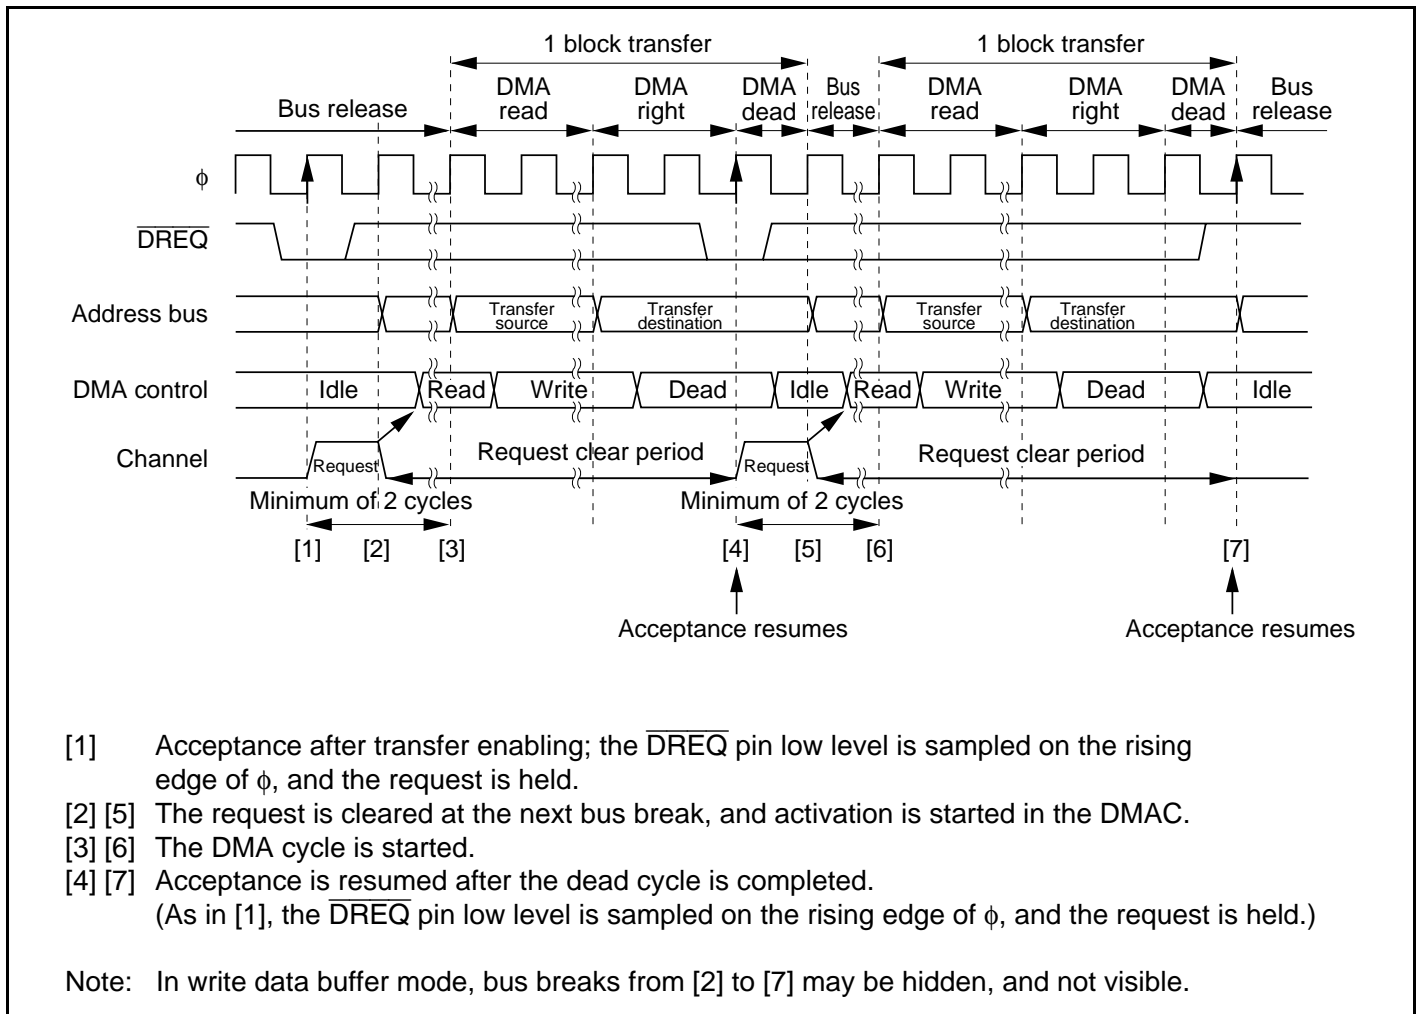 1 block transfer 1 block transfer
DMA DMA DMA Bus DMA DMA DMA Bus
Bus release read right dead release read right dead release
φ
DREQ
Address bus Transfer source Transfer destination Transfer source Transfer destination
DMA control Idle Read Write Dead Idle Read Write Dead Idle
Channel Request Request clear period Request Request clear period
Minimum of 2 cycles Minimum of 2 cycles
[1] [2] [3] [4] [5] [6] [7]
Acceptance resumes Acceptance resumes
[1] Acceptance after transfer enabling; the DREQ pin low level is sampled on the rising
edge of φ, and the request is held.
[2] [5] The request is cleared at the next bus break, and activation is started in the DMAC.
[3] [6] The DMA cycle is started.
[4] [7] Acceptance is resumed after the dead cycle is completed.
(As in [1], the DREQ pin low level is sampled on the rising edge of φ, and the request is held.)
Note: In write data buffer mode, bus breaks from [2] to [7] may be hidden, and not visible.